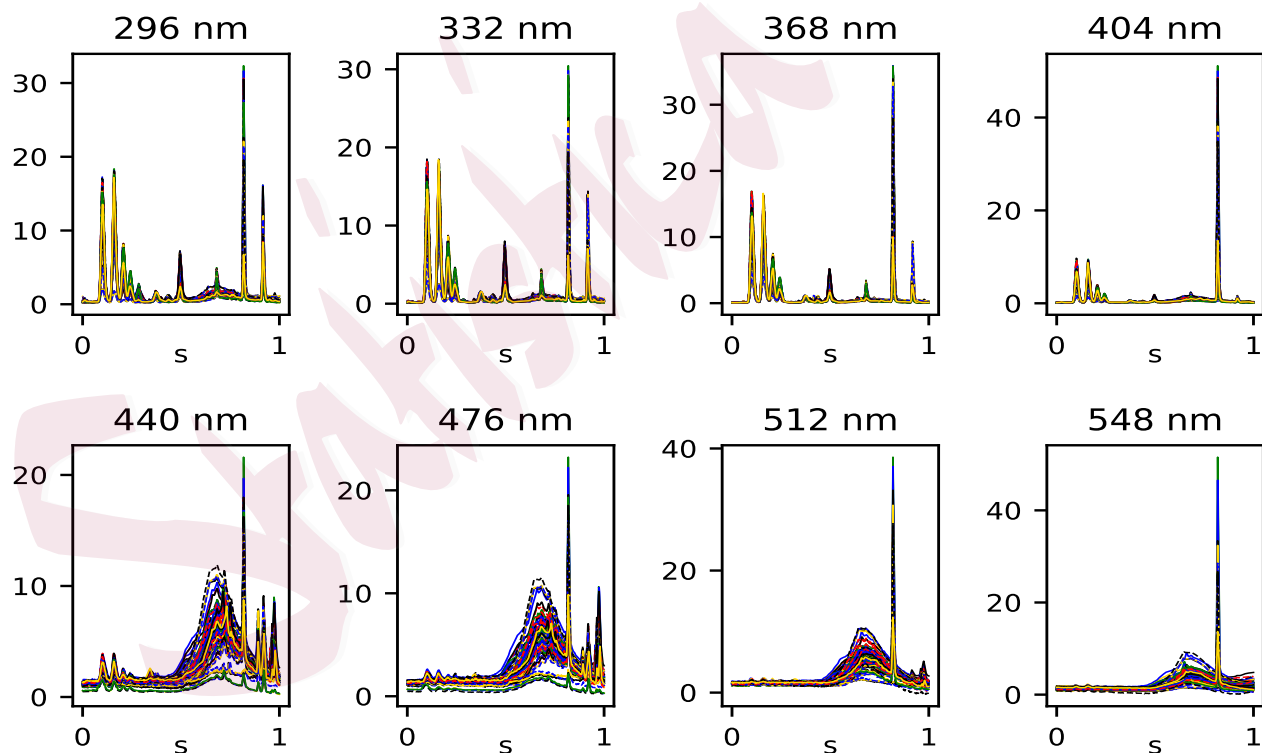 296 nm 332 nm 368 nm 404 nm
30 30 40
20 20 30
20
10 10 10 20
0 0 0 0
0 1 0 1 0 1 0 1
s s s s
440 nm 476 nm 512 nm 548 nm
20 20 40 40
10 10 20 20
0 0 0 0
0 1 0 1 0 1 0 1
s s s s
Statistica